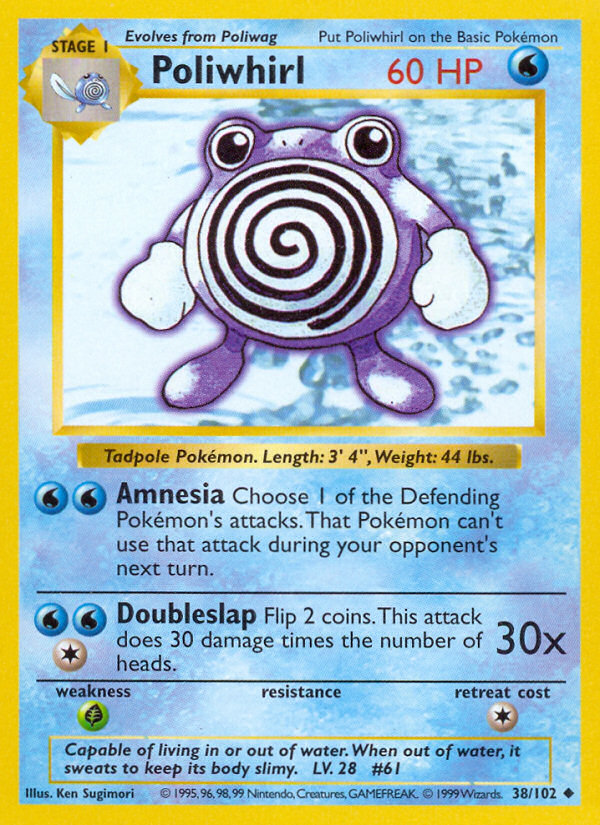 STAGE 1
Evolves from Poliwag
Put Poliwhirl on the Basic Pokémon
Poliwhirl
60 HP
Tadpole Pokémon. Length: 3' 4", Weight: 44 lbs.
Amnesia Choose 1 of the Defending
Pokémon's attacks. That Pokémon can't
use that attack during your opponent's
next turn.
Doubleslap Flip 2 coins. This attack
does 30 damage times the number of
heads.
30x
weakness
resistance
retreat cost
Capable of living in or out of water. When out of water, it
sweats to keep its body slimy. LV. 28 #61
Illus. Ken Sugimori © 1995, 96, 98, 99 Nintendo, Creatures, GAMEFREAK. © 1999 Wizards. 38/102